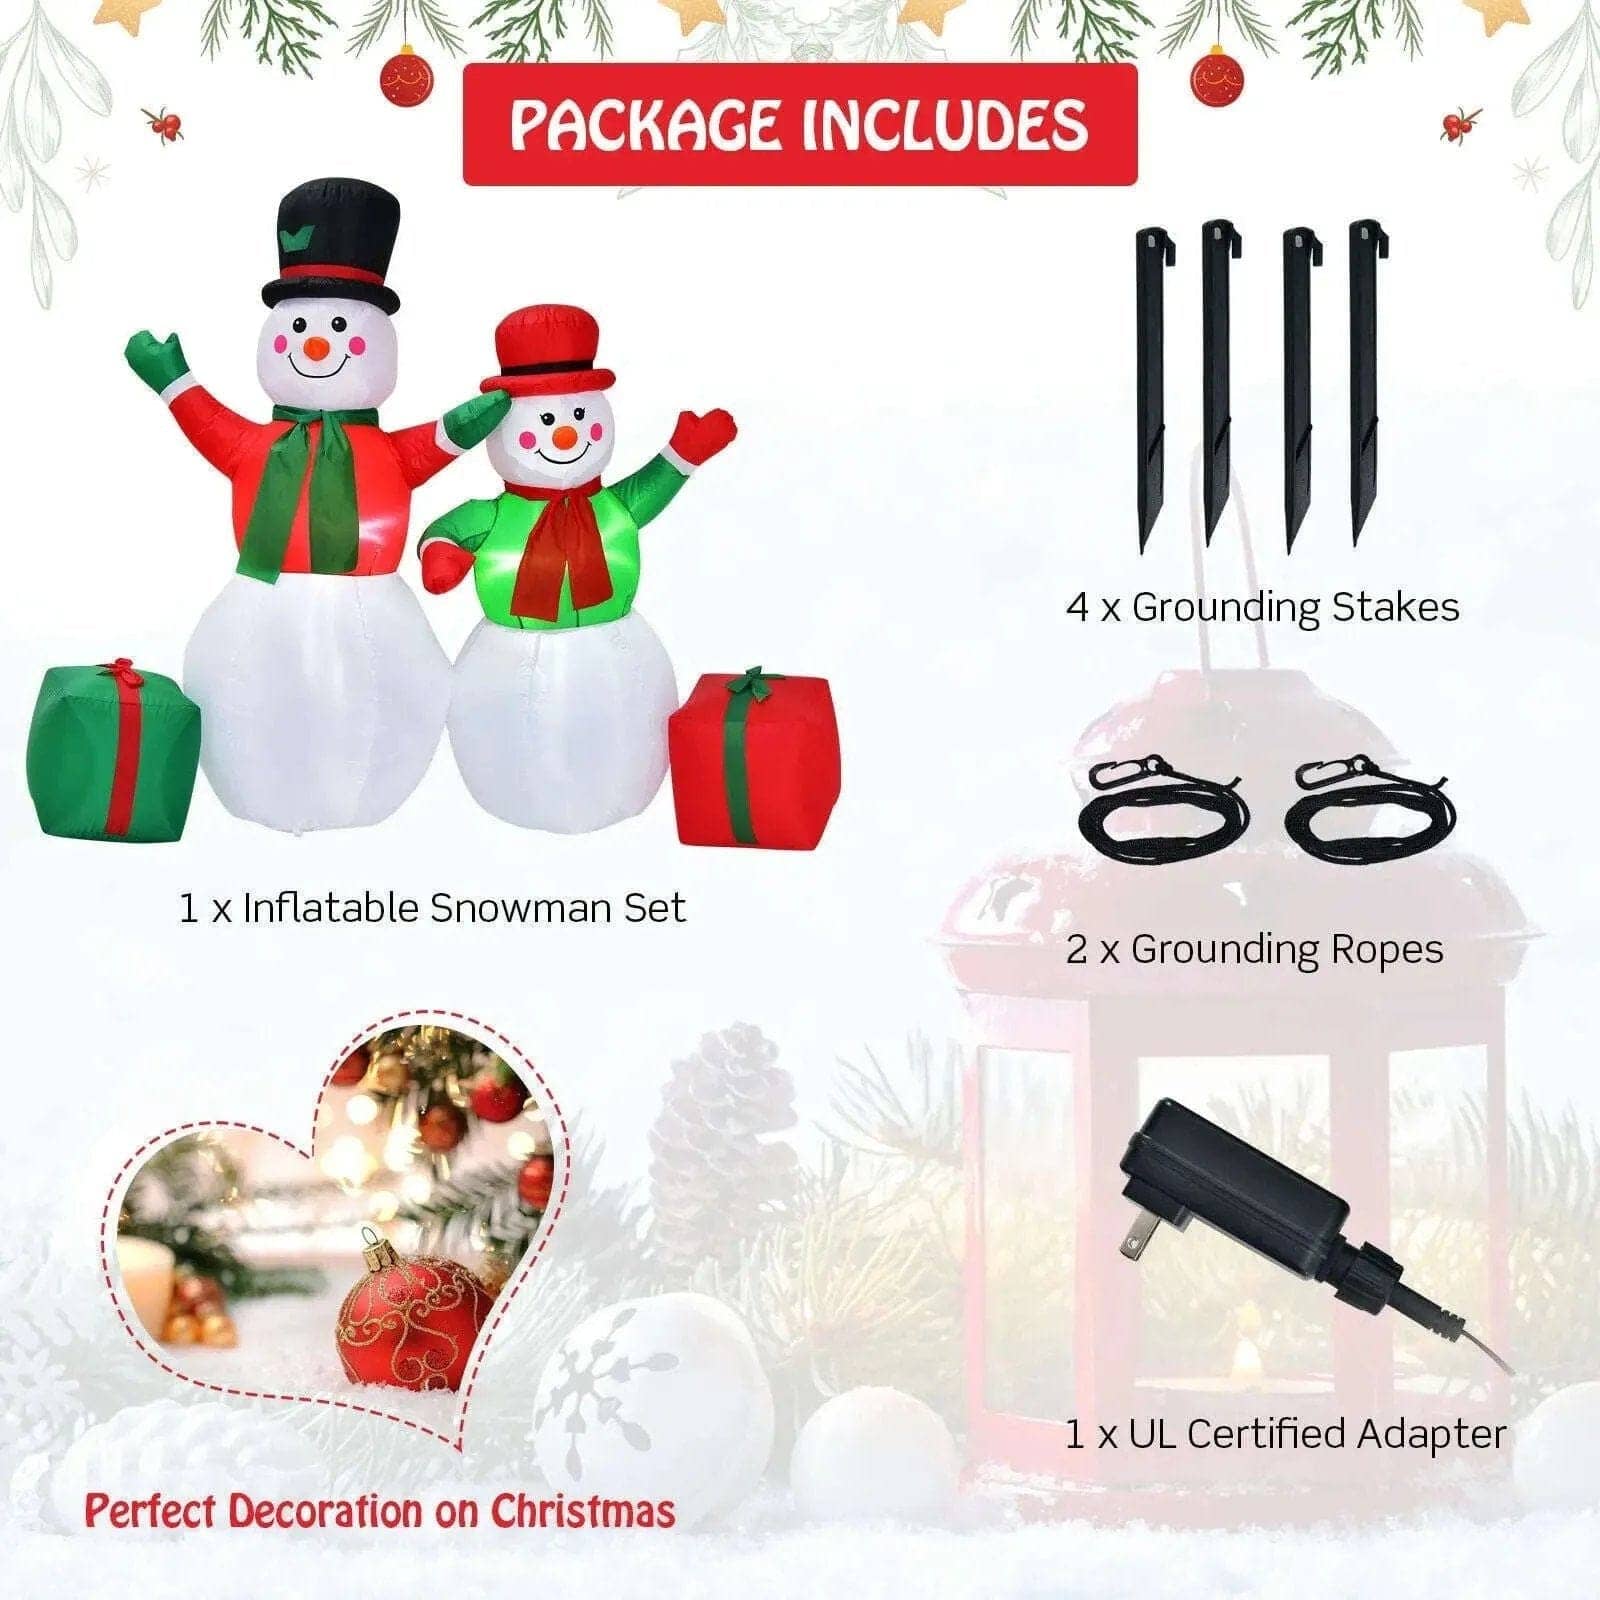 PACKAGE INCLUDES
4 x Grounding Stakes
1 x Inflatable Snowman Set
2 x Grounding Ropes
1 x UL Certified Adapter
Perfect Decoration on Christmas